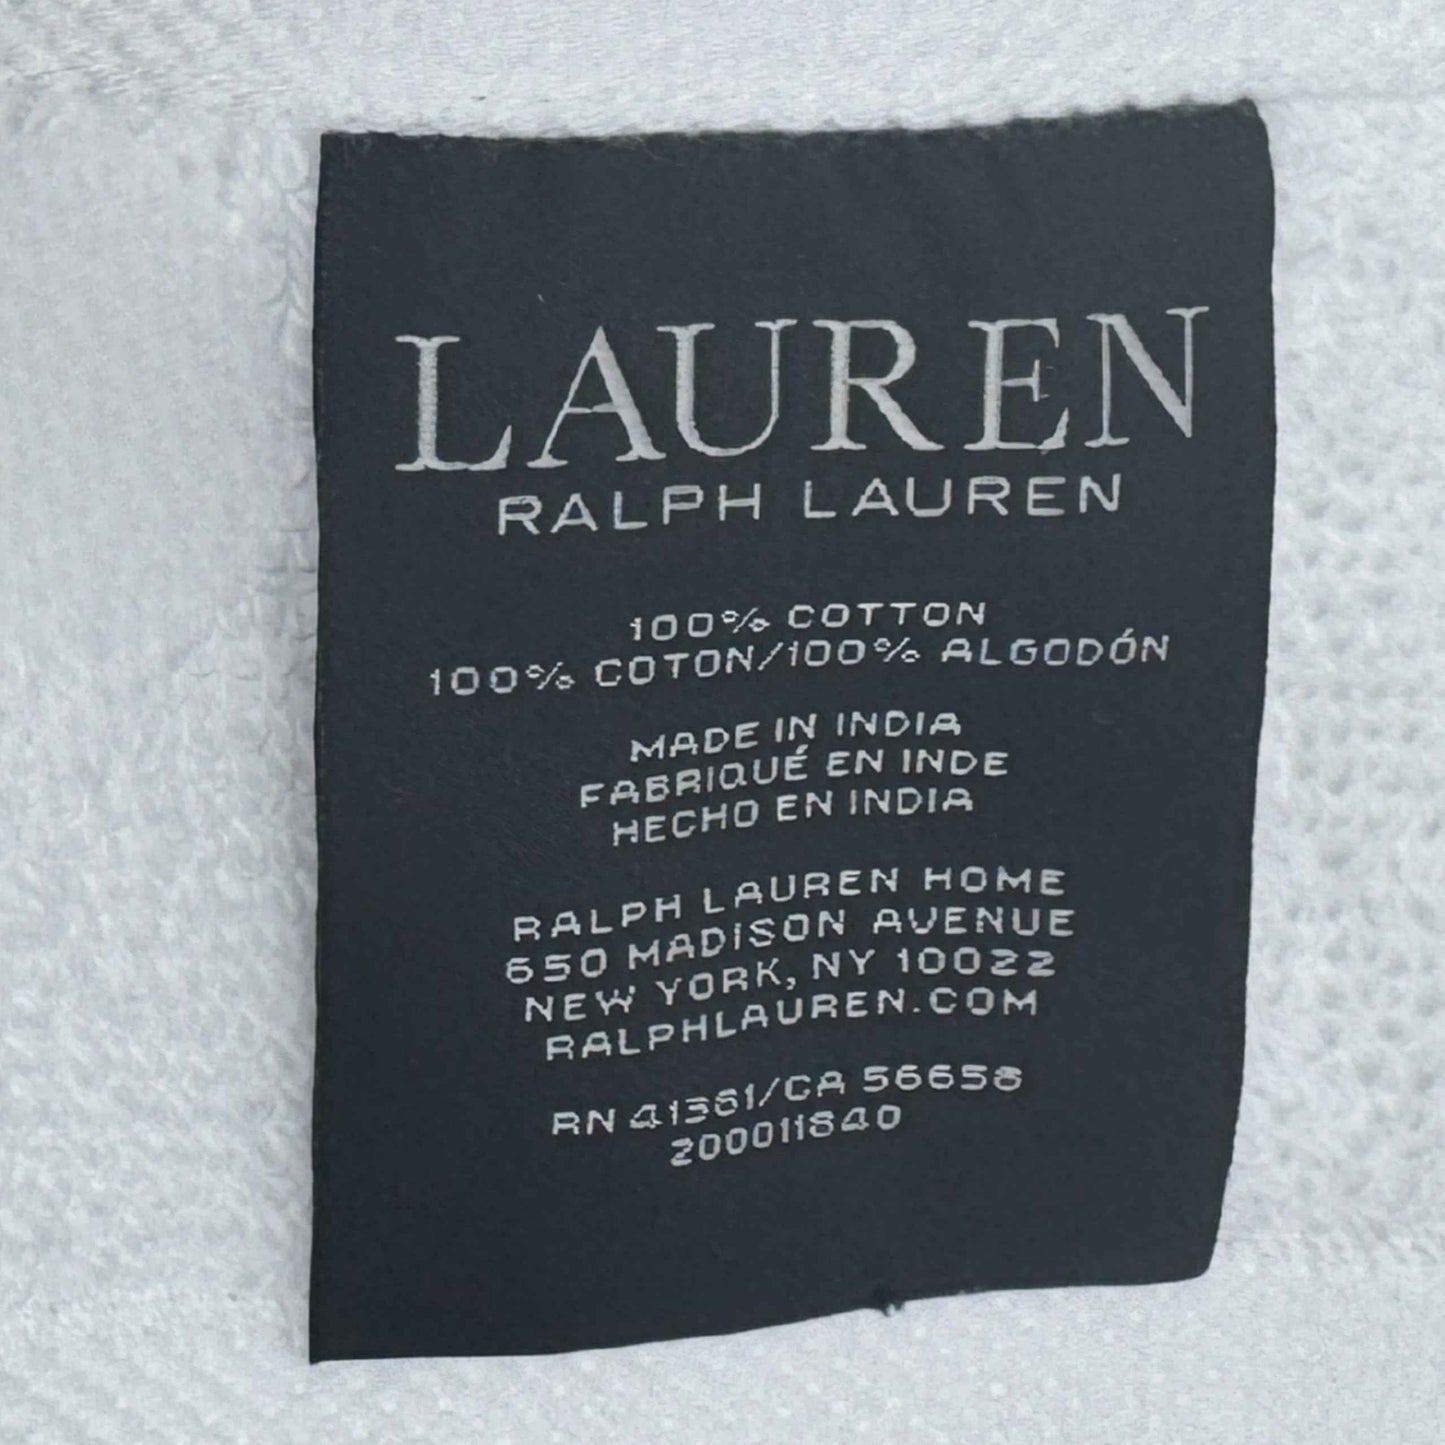 LAUREN
RALPH LAUREN
100% COTTON
100% COTON/100% ALGODÓN
MADE IN INDIA
FABRIQUÉ EN INDE
HECHO EN INDIA
RALPH LAUREN HOME
650 MADISON AVENUE
NEW YORK, NY 10022
RALPHLAUREN.COM
RN 41381/CA 56658
200011840